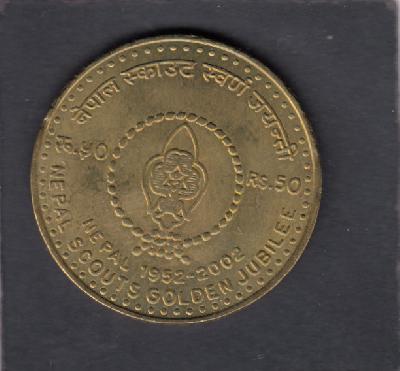 नेपाल स्काउट स्वर्ण जयन्ती
रु.५०
RS.50
NEPAL 1952-2002
NEPAL SCOUTS GOLDEN JUBILEE